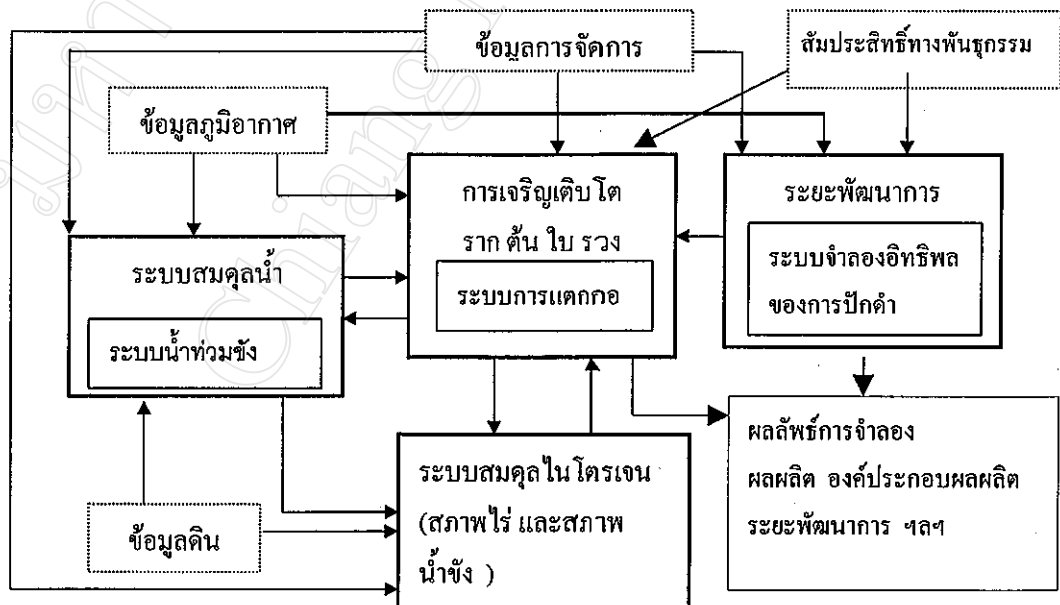 ข้อมูลการจัดการ
สัมประสิทธิ์ทางพันธุกรรม
ข้อมูลภูมิอากาศ
การเจริญเติบโต
ราก ต้น ใบ รวง
ระบบการแตกกอ
ระยะพัฒนาการ
ระบบจำลองอิทธิพล
ของการปักดำ
ระบบสมดุลน้ำ
ระบบน้ำท่วมขัง
ผลลัพธ์การจำลอง
ผลผลิต องค์ประกอบผลผลิต
ระยะพัฒนาการ ฯลฯ
ระบบสมดุลไนโตรเจน
(สภาพไร่ และสภาพ
น้ำขัง )
ข้อมูลดิน
Chiang